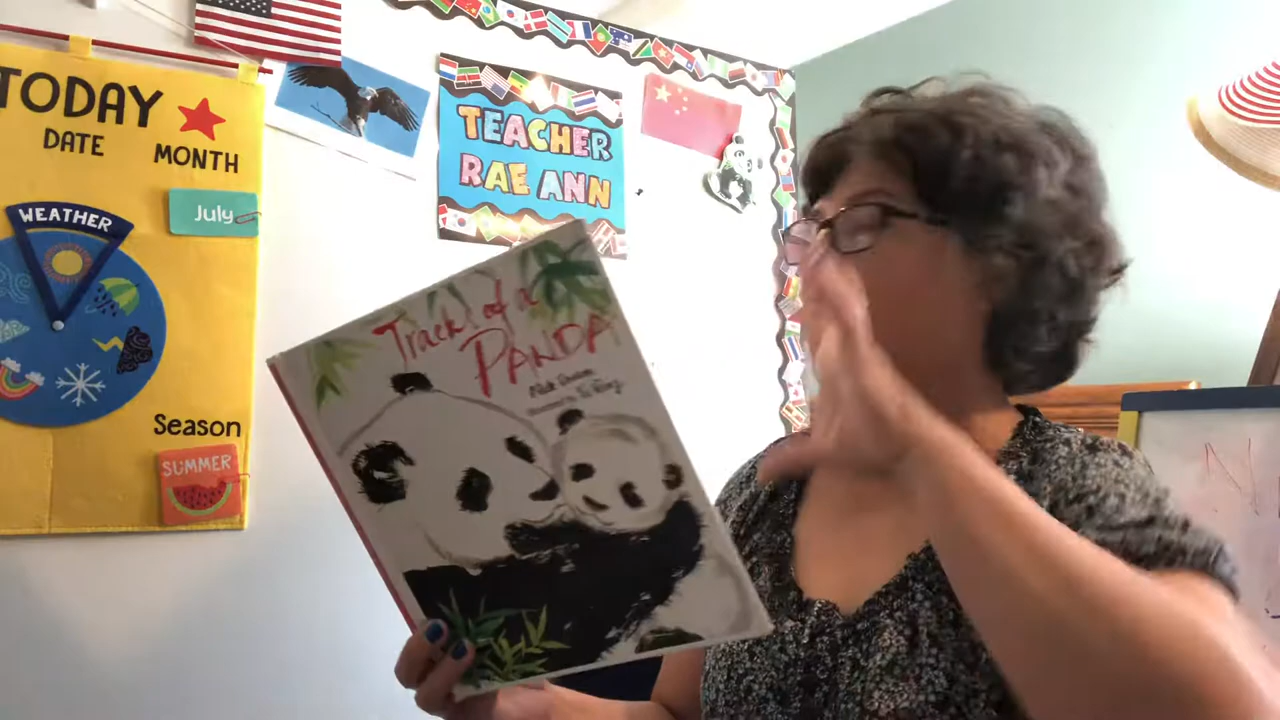 TODAY
DATE
MONTH
July
WEATHER
Season
SUMMER
TEACHER
RAE ANN
Track of a
PANDA